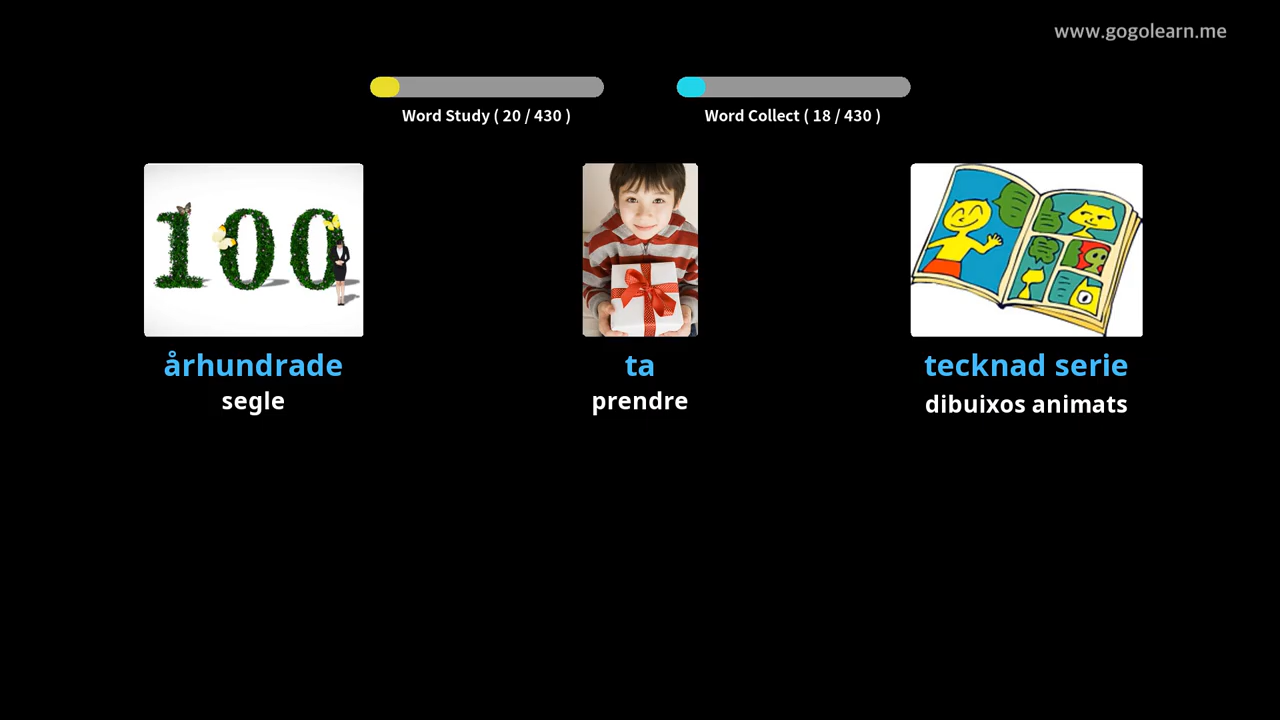 www.gogolearn.me
Word Study ( 20 / 430 )
Word Collect ( 18 / 430 )
100
århundrade
segle
ta
prendre
tecknad serie
dibuixos animats